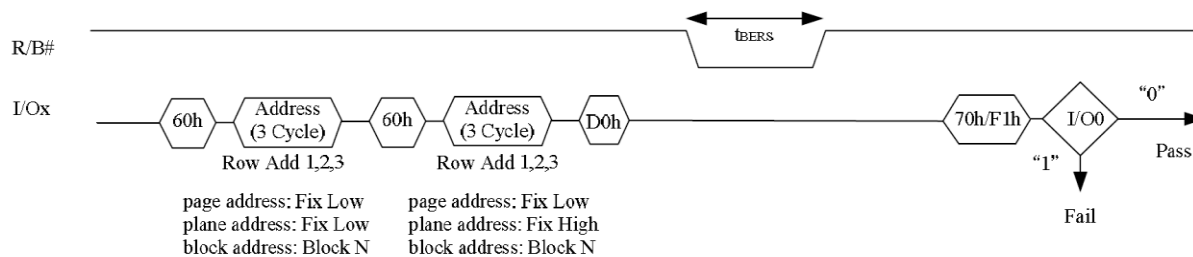 tBERS
R/B#
I/Ox
60h
Address
(3 Cycle)
60h
Address
(3 Cycle)
D0h
70h/F1h
I/O0
“0”
Pass
“1”
Fail
Row Add 1,2,3
Row Add 1,2,3
page address: Fix Low
plane address: Fix Low
block address: Block N
page address: Fix Low
plane address: Fix High
block address: Block N